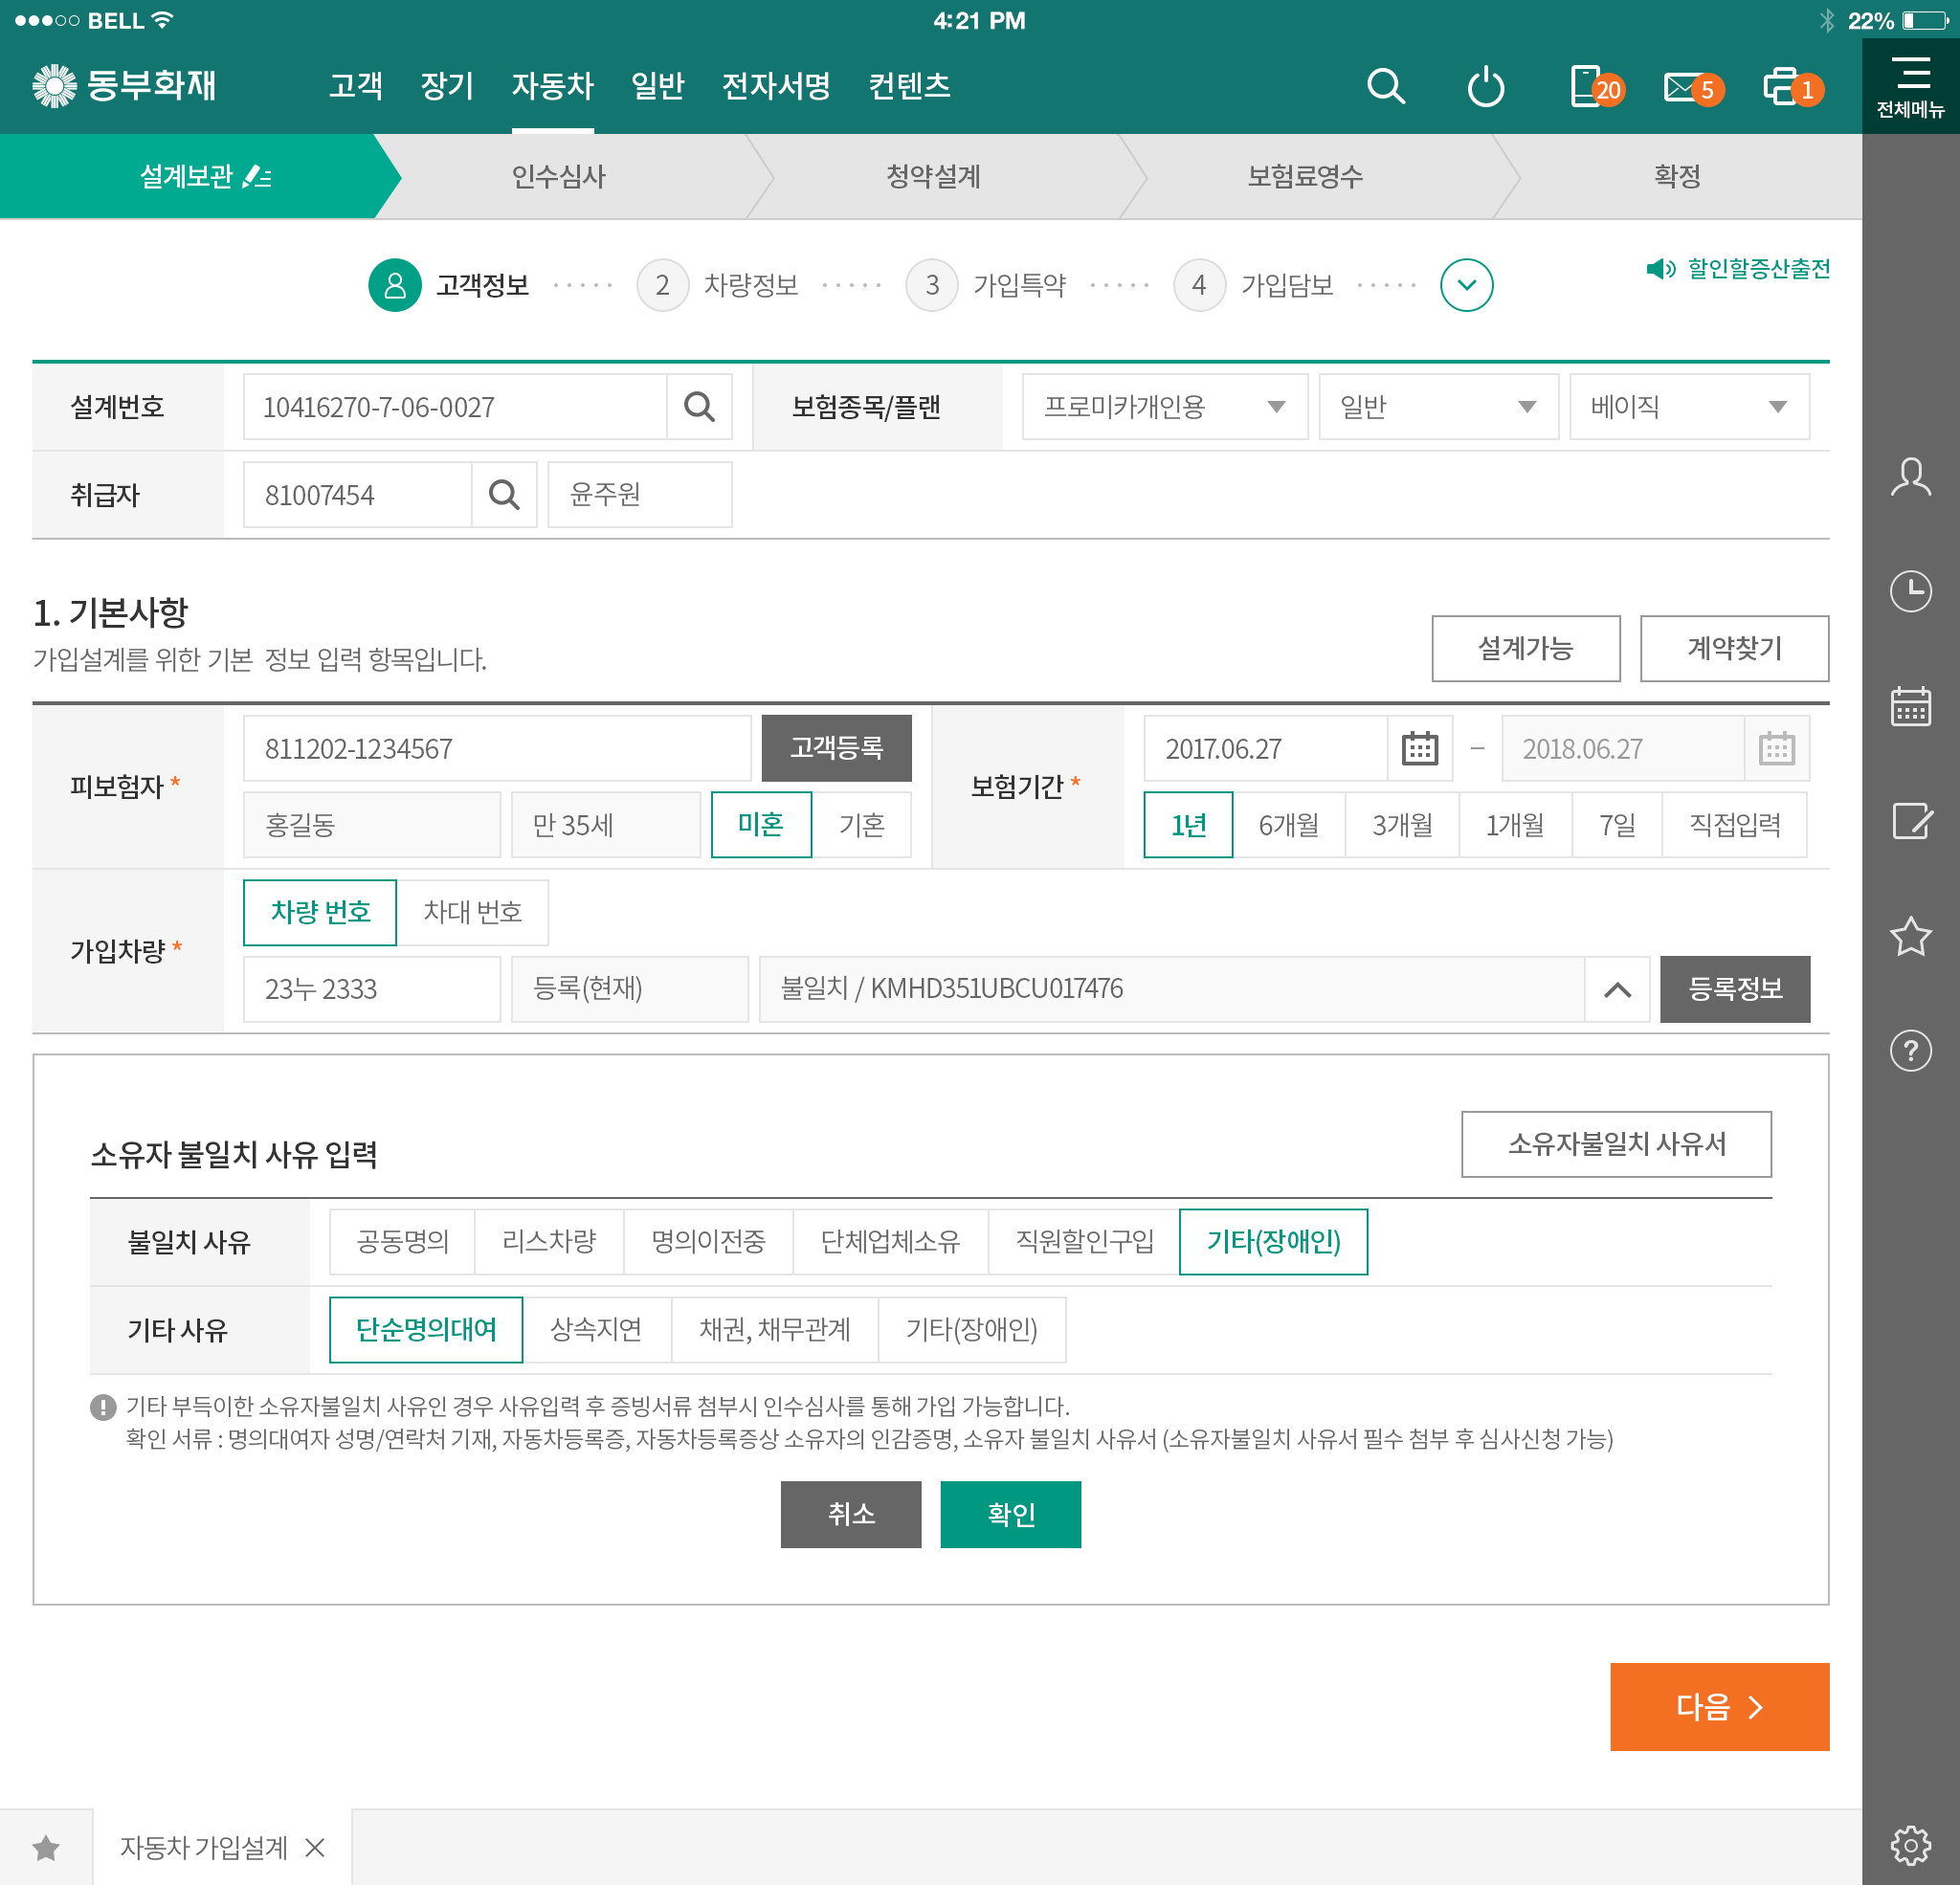 BELL 4:21 PM 22%
동부화재 고객 장기 자동차 일반 전자서명 컨텐츠 20 5 1 전체메뉴
설계보관 인수심사 청약설계 보험료영수 확정
고객정보 2 차량정보 3 가입특약 4 가입담보 할인할증산출전
설계번호 10416270-7-06-0027 보험종목/플랜 프로미카개인용 일반 베이직
취급자 81007454 윤주원
1. 기본사항
가입설계를 위한 기본 정보 입력 항목입니다. 설계가능 계약찾기
피보험자 * 811202-1234567 고객등록 보험기간 * 2017.06.27 – 2018.06.27
홍길동 만 35세 미혼 기혼 1년 6개월 3개월 1개월 7일 직접입력
가입차량 * 차량 번호 차대 번호
23누 2333 등록(현재) 불일치 / KMHD351UBCU017476 등록정보
소유자 불일치 사유 입력 소유자불일치 사유서
불일치 사유 공동명의 리스차량 명의이전중 단체업체소유 직원할인구입 기타(장애인)
기타 사유 단순명의대여 상속지연 채권, 채무관계 기타(장애인)
기타 부득이한 소유자불일치 사유인 경우 사유입력 후 증빙서류 첨부시 인수심사를 통해 가입 가능합니다.
확인 서류 : 명의대여자 성명/연락처 기재, 자동차등록증, 자동차등록증상 소유자의 인감증명, 소유자 불일치 사유서 (소유자불일치 사유서 필수 첨부 후 심사신청 가능)
취소 확인
다음
자동차 가입설계